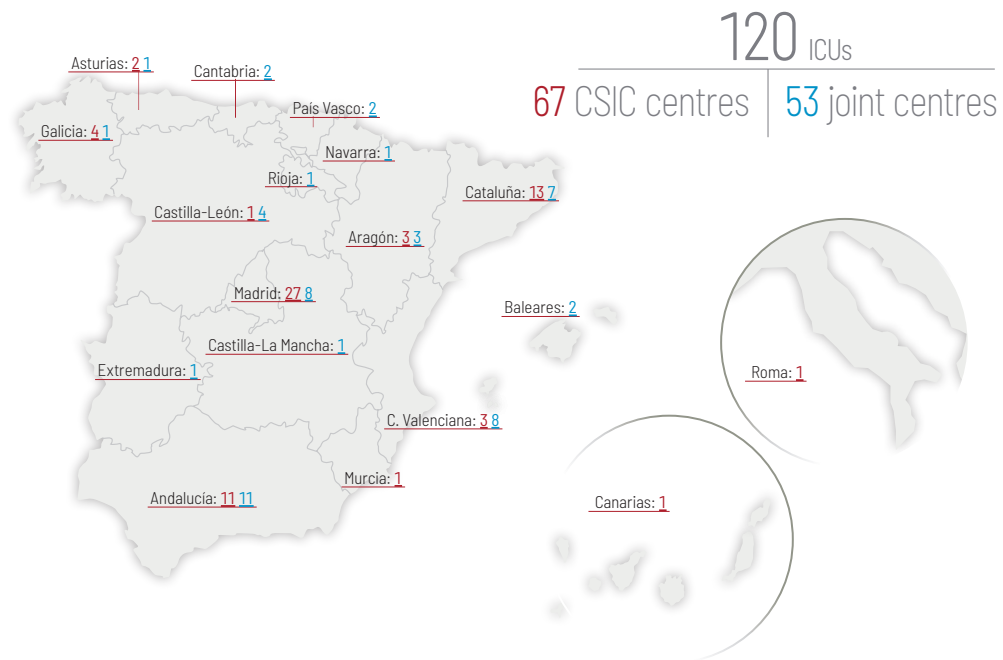 120 ICUs
67 CSIC centres
53 joint centres
Asturias: 2 1
Cantabria: 2
País Vasco: 2
Galicia: 4 1
Navarra: 1
Rioja: 1
Cataluña: 13 7
Castilla-León: 1 4
Aragón: 3 3
Madrid: 27 8
Baleares: 2
Castilla-La Mancha: 1
Extremadura: 1
Roma: 1
C. Valenciana: 3 8
Murcia: 1
Andalucía: 11 11
Canarias: 1